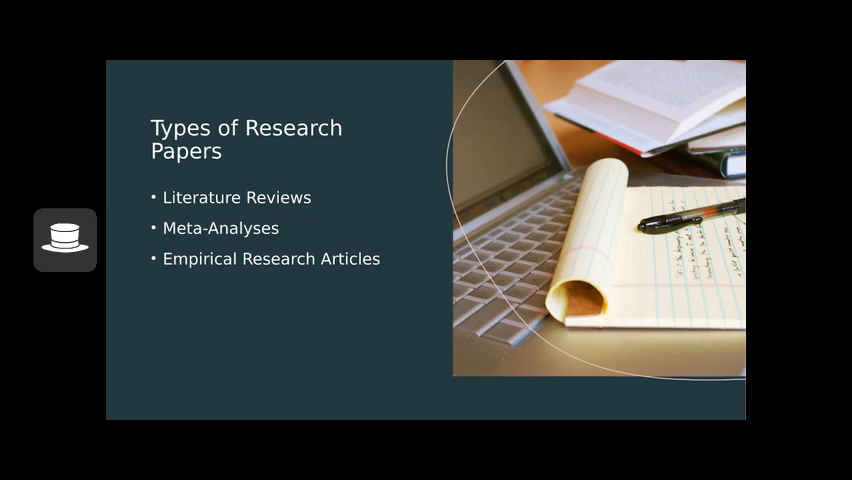 Types of Research
Papers
• Literature Reviews
• Meta-Analyses
• Empirical Research Articles